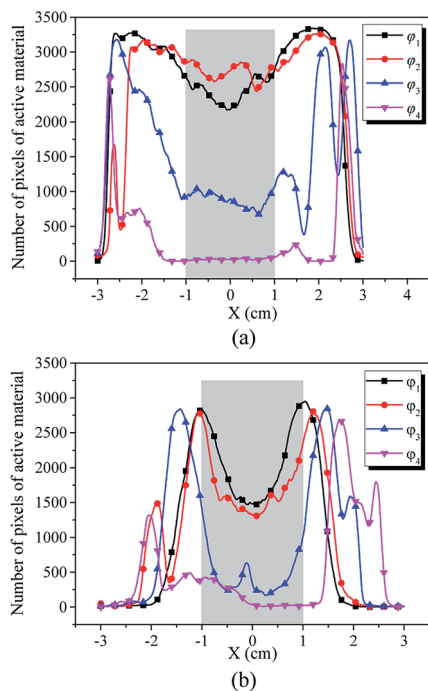 Number of pixels of active material
3500
3000
2500
2000
1500
1000
500
0
φ1
φ2
φ3
φ4
-3 -2 -1 0 1 2 3 4
X (cm)
(a)
Number of pixels of active material
3500
3000
2500
2000
1500
1000
500
0
φ1
φ2
φ3
φ4
-3 -2 -1 0 1 2 3
X (cm)
(b)